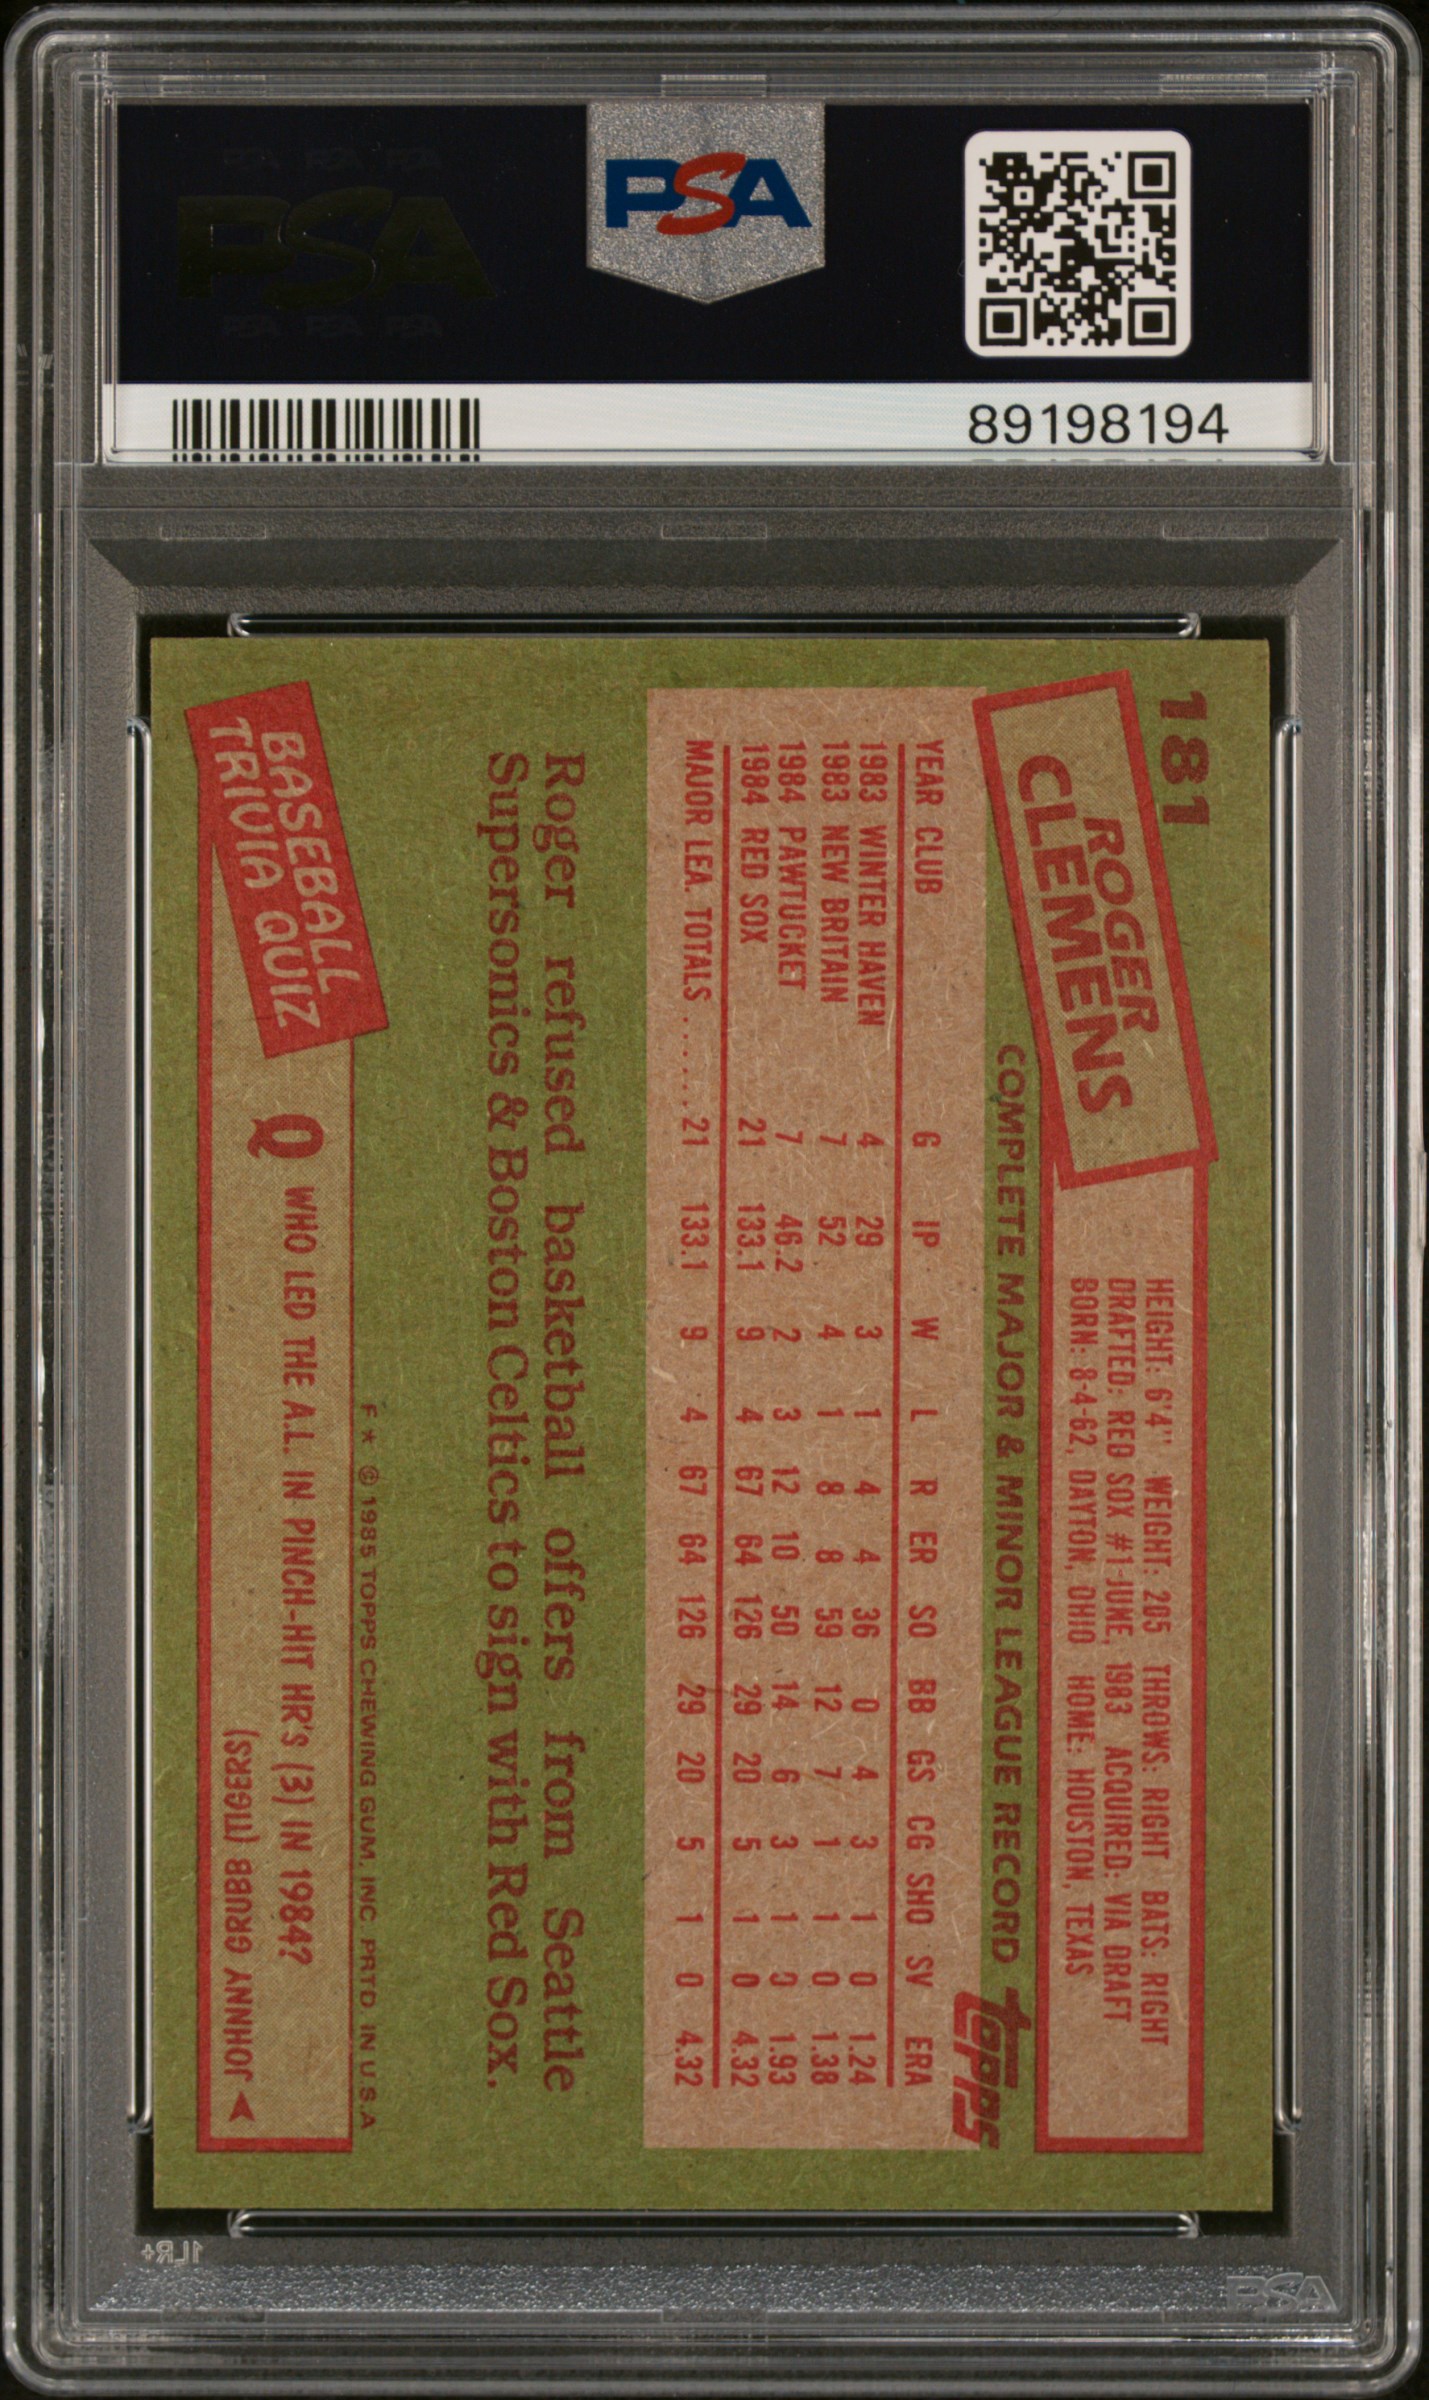 PSA
PSA PSA PSA
PSA
PSA PSA PSA
89198194
181
ROGER
CLEMENS
HEIGHT: 6'4" WEIGHT: 205 THROWS: RIGHT BATS: RIGHT
DRAFTED: RED SOX #1-JUNE, 1983 ACQUIRED: VIA DRAFT
BORN: 8-4-62, DAYTON, OHIO HOME: HOUSTON, TEXAS
COMPLETE MAJOR & MINOR LEAGUE RECORD
Topps
YEAR CLUB G IP W L R ER SO BB GS CG SHO SV ERA
1983 WINTER HAVEN 4 29 3 1 4 4 36 0 4 3 1 0 1.24
1983 NEW BRITAIN 7 52 4 1 8 8 59 12 7 1 1 0 1.38
1984 PAWTUCKET 7 46.2 2 3 12 10 50 14 6 3 1 0 1.93
1984 RED SOX 21 133.1 9 4 67 64 126 29 20 5 1 0 4.32
MAJOR LEA. TOTALS ......21 133.1 9 4 67 64 126 29 20 5 1 0 4.32
Roger refused basketball offers from Seattle
Supersonics & Boston Celtics to sign with Red Sox.
F* © 1985 TOPPS CHEWING GUM, INC. PRTD. IN U.S.A
BASEBALL
TRIVIA QUIZ
Q WHO LED THE A.L. IN PINCH-HIT HR'S (3) IN 1984?
(TIGERS)
JOHNNY GRUBB
1LR+
PSA